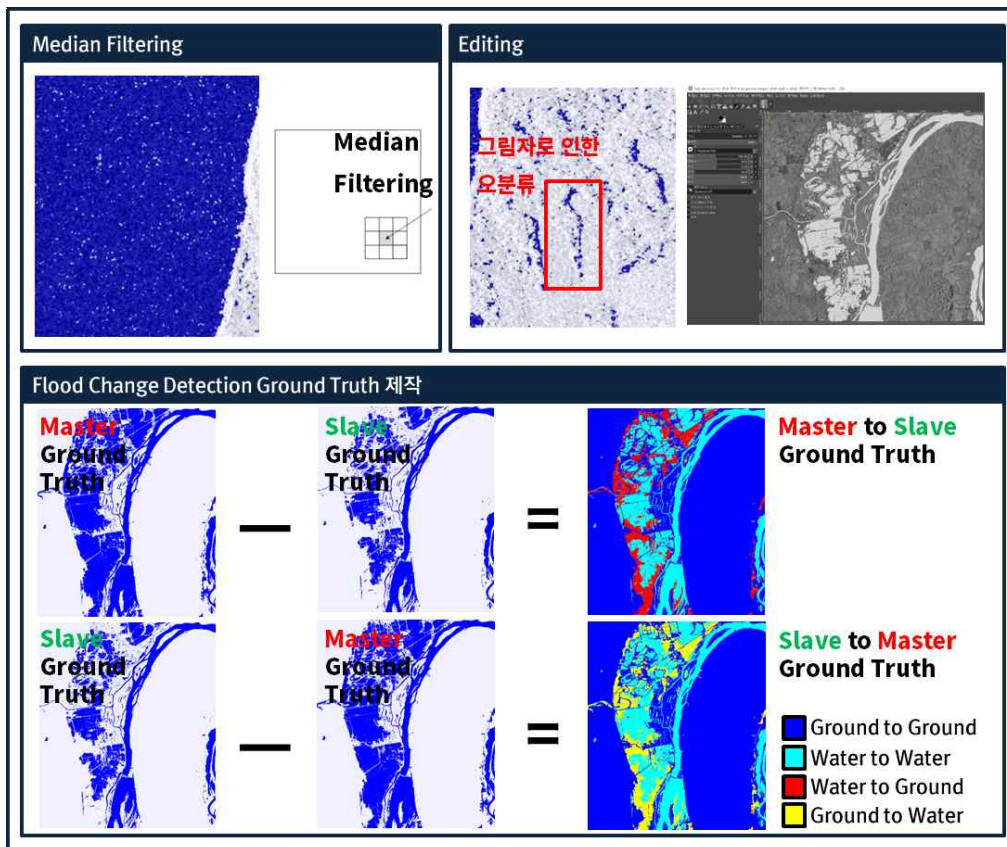 Median Filtering
Median
Filtering
Editing
그림자로 인한
오분류
Flood Change Detection Ground Truth 제작
Master
Ground
Truth
Slave
Ground
Truth
Master to Slave
Ground Truth
Slave
Ground
Truth
Master
Ground
Truth
Slave to Master
Ground Truth
Ground to Ground
Water to Water
Water to Ground
Ground to Water